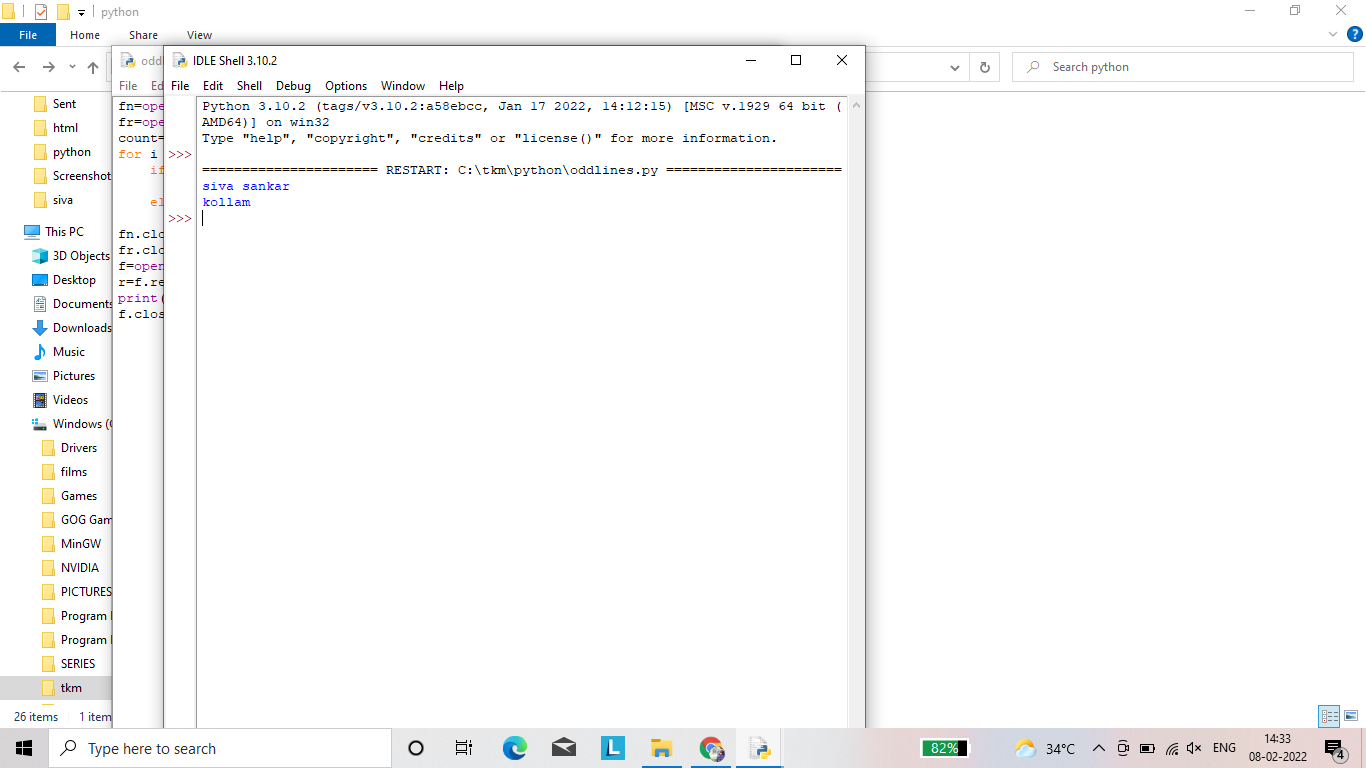 python
File Home Share View
Search python
Sent
html
python
Screenshot
siva
This PC
3D Objects
Desktop
Documents
Downloads
Music
Pictures
Videos
Windows (
Drivers
films
Games
GOG Gam
MinGW
NVIDIA
PICTURES
Program
Program
SERIES
tkm
26 items 1 item
odd
File Ed
fn=ope
fr=ope
count=
for i
if
el
fn.clo
fr.clo
f=open
r=f.re
print(
f.clos
IDLE Shell 3.10.2
File Edit Shell Debug Options Window Help
Python 3.10.2 (tags/v3.10.2:a58ebcc, Jan 17 2022, 14:12:15) [MSC v.1929 64 bit (
AMD64)] on win32
Type "help", "copyright", "credits" or "license()" for more information.
>>>
====================== RESTART: C:\tkm\python\oddlines.py ======================
siva sankar
kollam
>>>
Type here to search
82%
34°C
ENG
14:33
08-02-2022
4